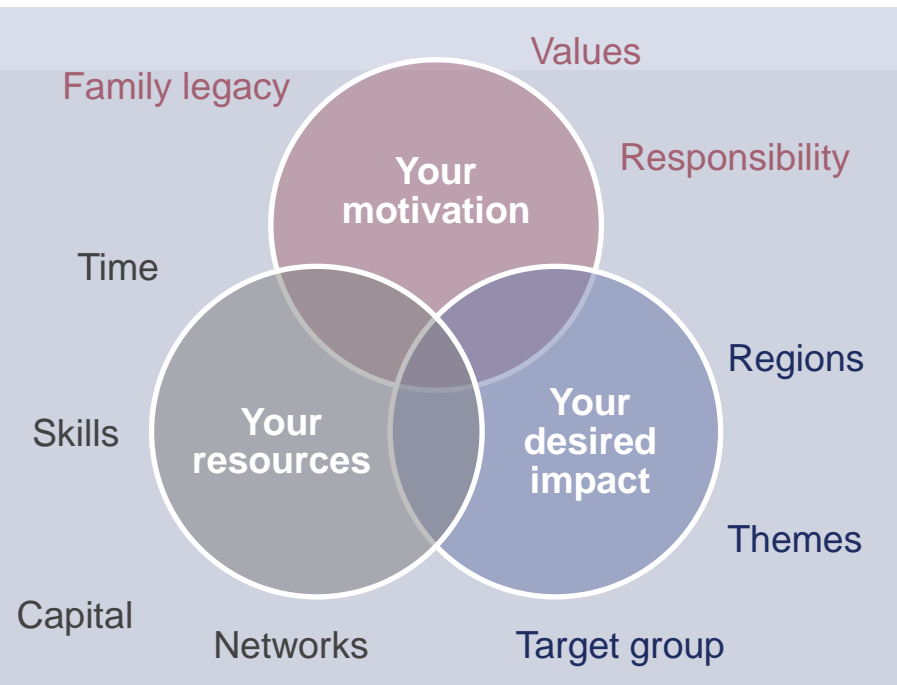 Values
Family legacy
Responsibility
Your
motivation
Time
Regions
Skills
Your
resources
Your
desired
impact
Themes
Capital
Networks
Target group